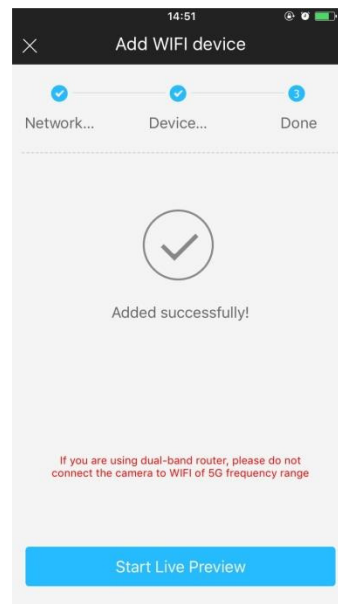 14:51
Add WIFI device
3
Network...
Device...
Done
Added successfully!
If you are using dual-band router, please do not
connect the camera to WIFI of 5G frequency range
Start Live Preview